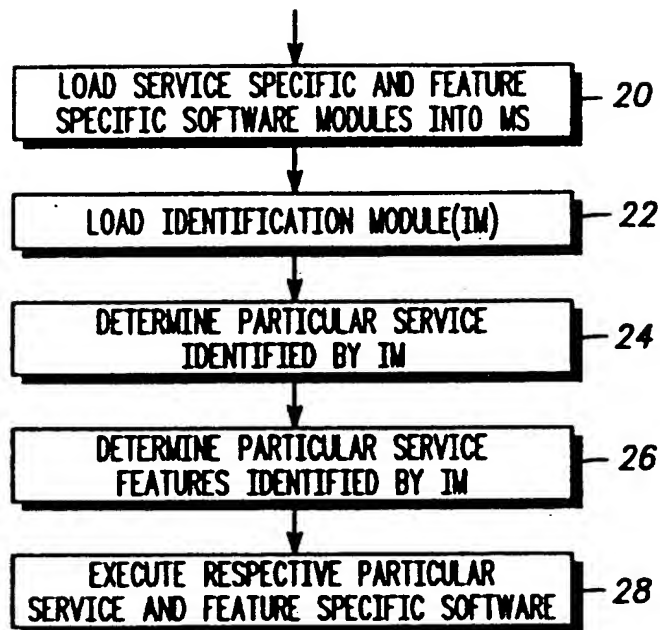 LOAD SERVICE SPECIFIC AND FEATURE
SPECIFIC SOFTWARE MODULES INTO MS
20
LOAD IDENTIFICATION MODULE(IM)
22
DETERMINE PARTICULAR SERVICE
IDENTIFIED BY IM
24
DETERMINE PARTICULAR SERVICE
FEATURES IDENTIFIED BY IM
26
EXECUTE RESPECTIVE PARTICULAR
SERVICE AND FEATURE SPECIFIC SOFTWARE
28